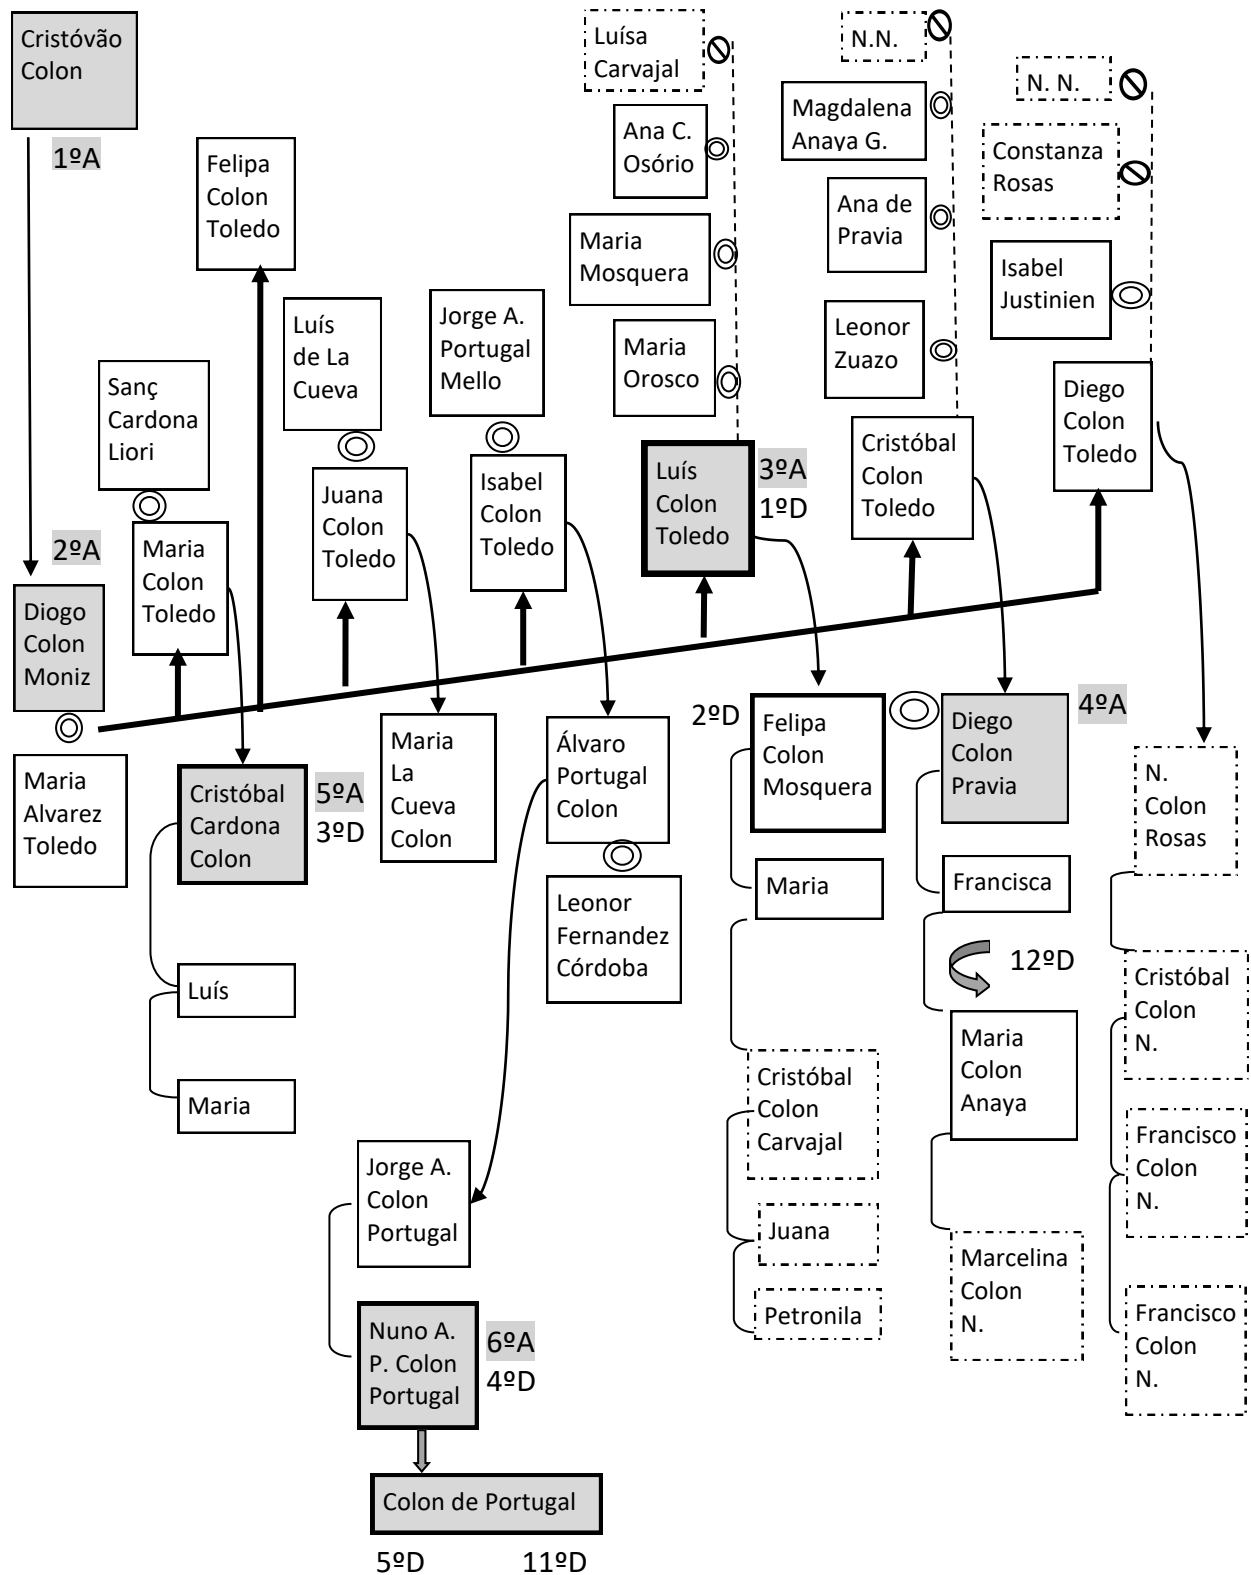 Cristóvão
Colon
1ºA
Felipa
Colon
Toledo
Luísa
Carvajal
Ana C.
Osório
Maria
Mosquera
Maria
Orosco
N.N.
Magdalena
Anaya G.
Ana de
Pravia
Leonor
Zuazo
N. N.
Constanza
Rosas
Isabel
Justinien
Sanç
Cardona
Liori
Luís
de La
Cueva
Jorge A.
Portugal
Mello
2ºA
Diogo
Colon
Moniz
Maria
Colon
Toledo
Juana
Colon
Toledo
Isabel
Colon
Toledo
Luís
Colon
Toledo
3ºA
1ºD
Cristóbal
Colon
Toledo
Diego
Colon
Toledo
Maria
Alvarez
Toledo
Cristóbal
Cardona
Colon
5ºA
3ºD
Maria
La
Cueva
Colon
Álvaro
Portugal
Colon
Leonor
Fernandez
Córdoba
2ºD
Felipa
Colon
Mosquera
Diego
Colon
Pravia
4ºA
N.
Colon
Rosas
Maria
Francisca
12ºD
Luís
Maria
Cristóbal
Colon
Carvajal
Maria
Colon
Anaya
Cristóbal
Colon
N.
Jorge A.
Colon
Portugal
Juana
Petronila
Marcelina
Colon
N.
Francisco
Colon
N.
Francisco
Colon
N.
Nuno A.
P. Colon
Portugal
6ºA
4ºD
Colon de Portugal
5ºD 11ºD